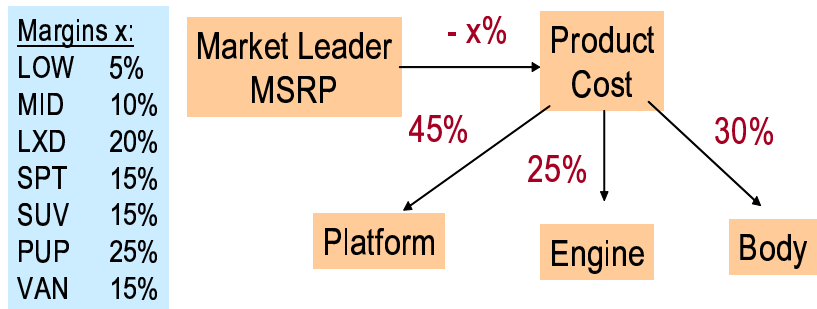 Margins x:
LOW 5%
MID 10%
LXD 20%
SPT 15%
SUV 15%
PUP 25%
VAN 15%
Market Leader
MSRP
- x%
Product
Cost
45%
25%
30%
Platform
Engine
Body